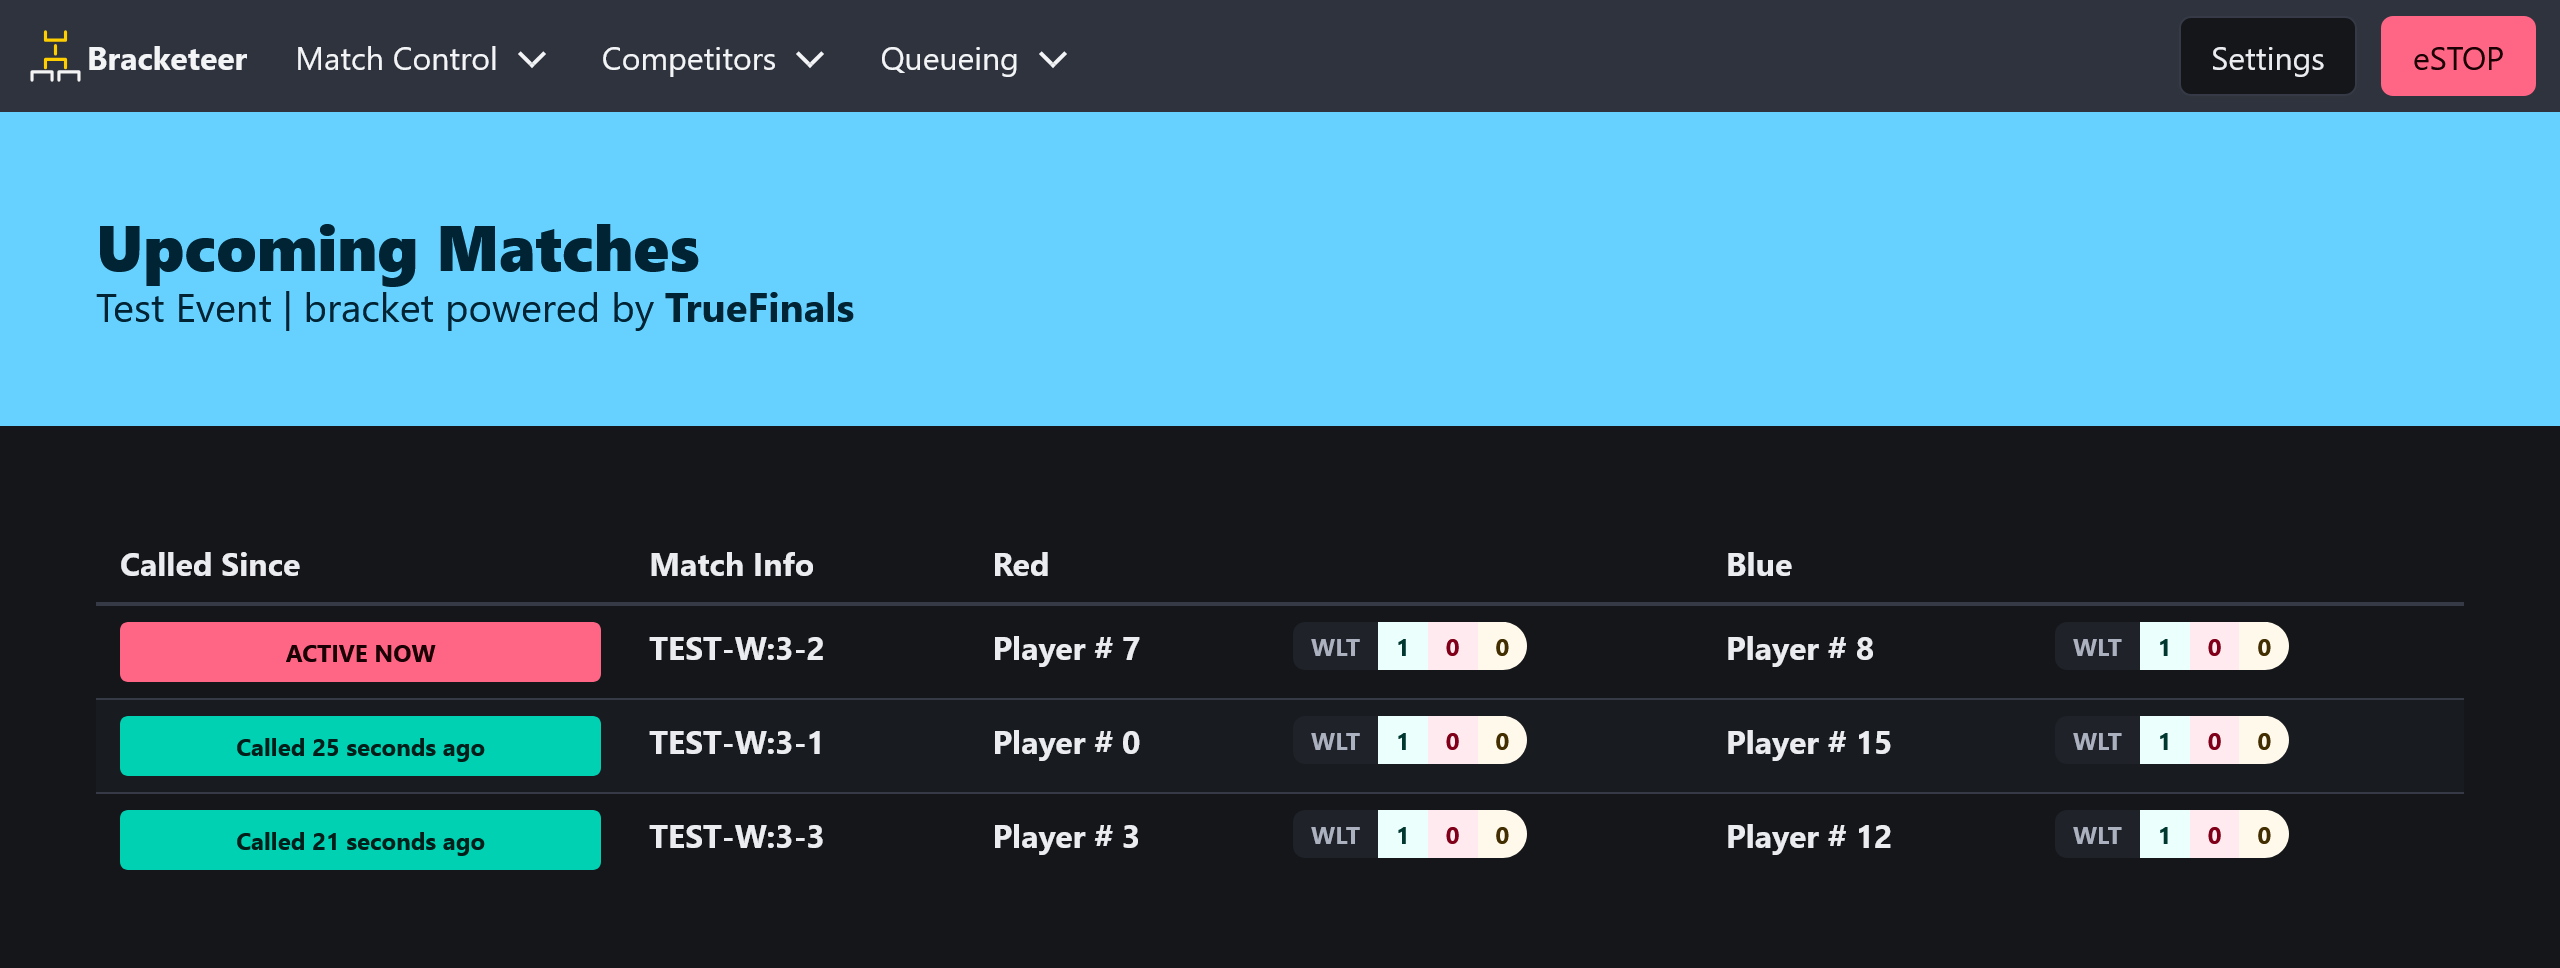 Bracketeer Match Control Competitors Queueing Settings eSTOP
Upcoming Matches
Test Event | bracket powered by TrueFinals
Called Since Match Info Red Blue
ACTIVE NOW TEST-W:3-2 Player # 7 WLT 1 0 0 Player # 8 WLT 1 0 0
Called 25 seconds ago TEST-W:3-1 Player # 0 WLT 1 0 0 Player # 15 WLT 1 0 0
Called 21 seconds ago TEST-W:3-3 Player # 3 WLT 1 0 0 Player # 12 WLT 1 0 0